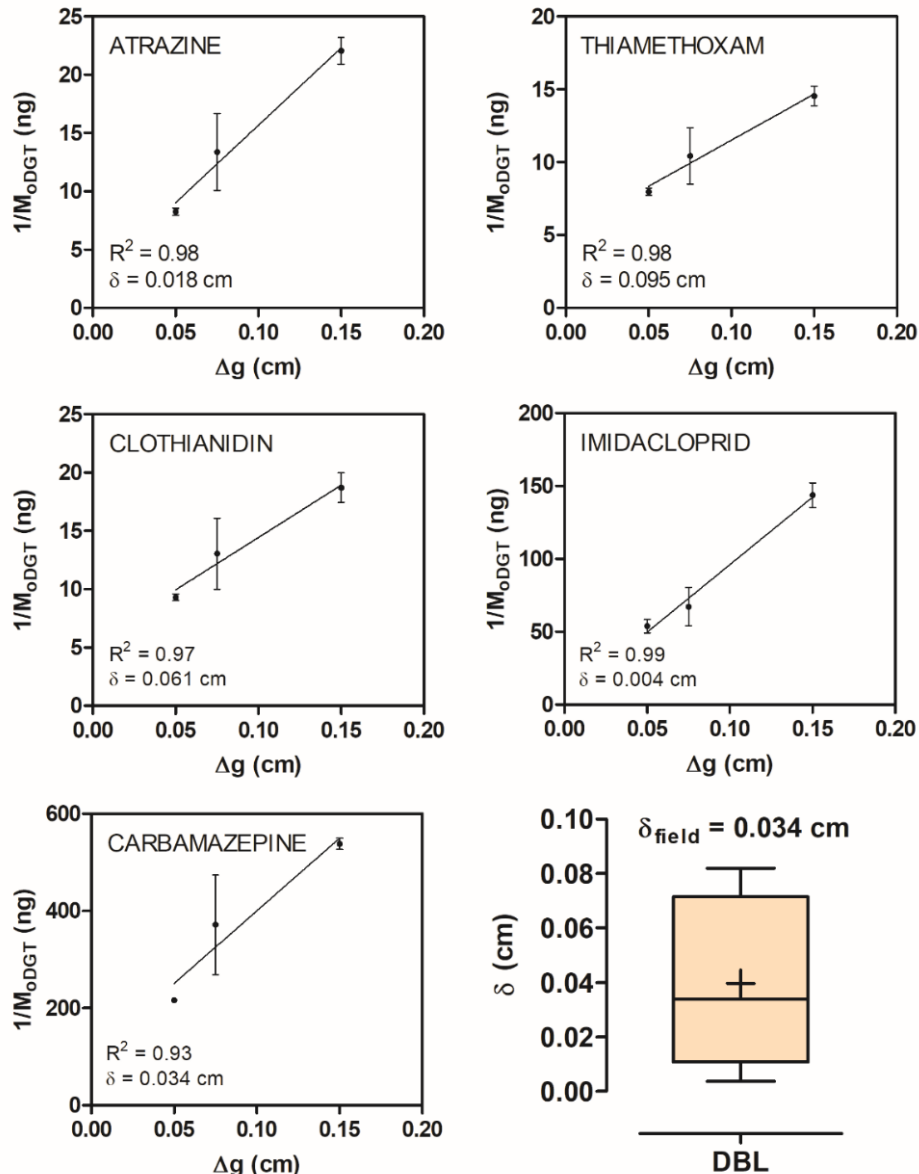 ATRAZINE
1/M_oDGT (ng)
25
20
15
10
5
0
R² = 0.98
δ = 0.018 cm
0.00 0.05 0.10 0.15 0.20
Δg (cm)
THIAMETHOXAM
1/M_oDGT (ng)
20
15
10
5
0
R² = 0.98
δ = 0.095 cm
0.00 0.05 0.10 0.15 0.20
Δg (cm)
CLOTHIANIDIN
1/M_oDGT (ng)
25
20
15
10
5
0
R² = 0.97
δ = 0.061 cm
0.00 0.05 0.10 0.15 0.20
Δg (cm)
IMIDACLOPRID
1/M_oDGT (ng)
200
150
100
50
0
R² = 0.99
δ = 0.004 cm
0.00 0.05 0.10 0.15 0.20
Δg (cm)
CARBAMAZEPINE
1/M_oDGT (ng)
600
400
200
0
R² = 0.93
δ = 0.034 cm
0.00 0.05 0.10 0.15 0.20
Δg (cm)
δ_field = 0.034 cm
δ (cm)
0.10
0.08
0.06
0.04
0.02
0.00
DBL